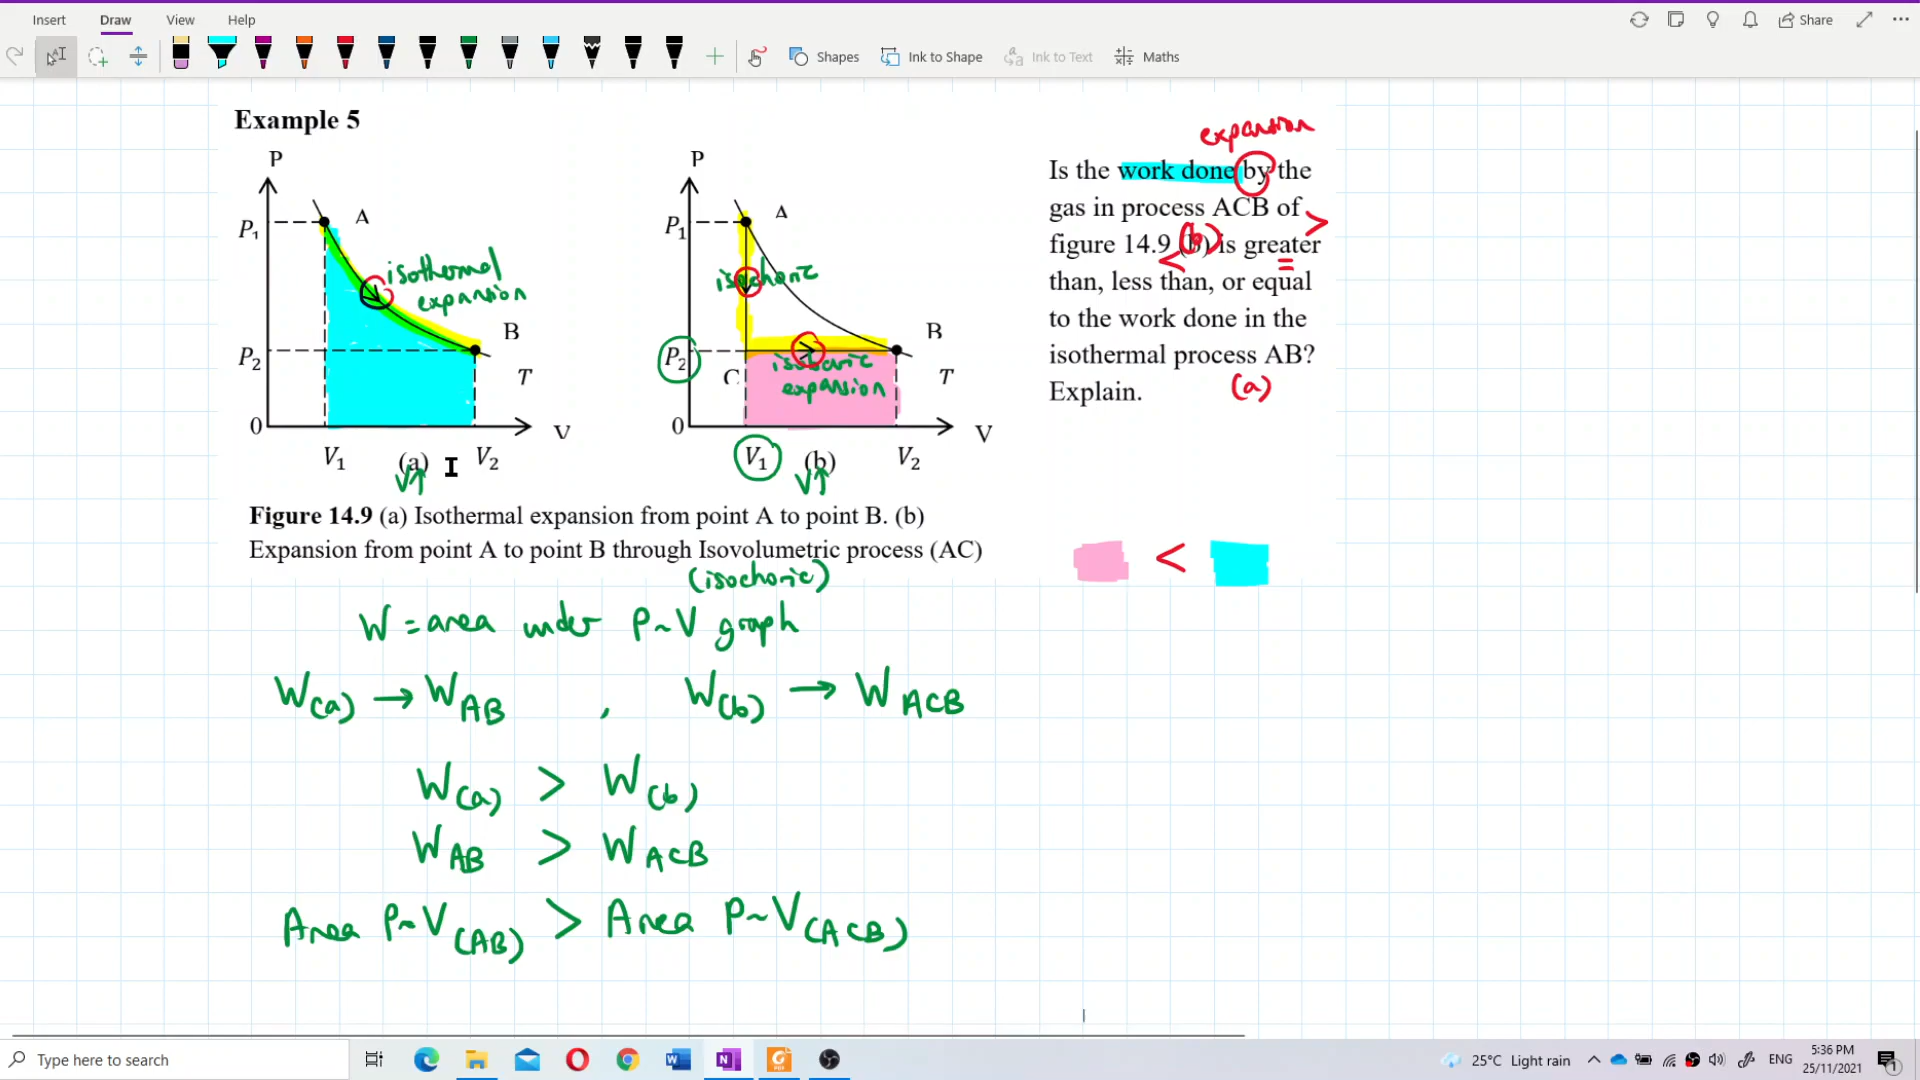 Insert Draw View Help Share
Shapes Ink to Shape Ink to Text Maths
Example 5
P
P1
A
isothermal
expansion
B
P2
T
0
V
V1
(a)
V2
V↑
P
P1
A
isochoric
B
P2
C
isobaric
expansion
T
0
V
V1
(b)
V2
V↑
expansion
Is the work done by the
gas in process ACB of
>
figure 14.9 (b) is greater
(b)
< =
than, less than, or equal
to the work done in the
isothermal process AB?
Explain.
(a)
Figure 14.9 (a) Isothermal expansion from point A to point B. (b)
Expansion from point A to point B through Isovolumetric process (AC)
(isochoric)
<
W = area under P~V graph
W(a) → WAB , W(b) → WACB
W(a) > W(b)
WAB > WACB
Area P~V(AB) > Area P~V(ACB)
Type here to search
25°C Light rain
ENG
5:36 PM
25/11/2021
1